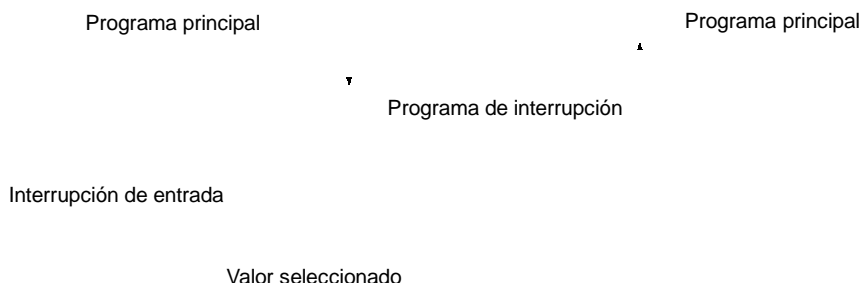 Programa principal
Programa principal
Programa de interrupción
Interrupción de entrada
Valor seleccionado